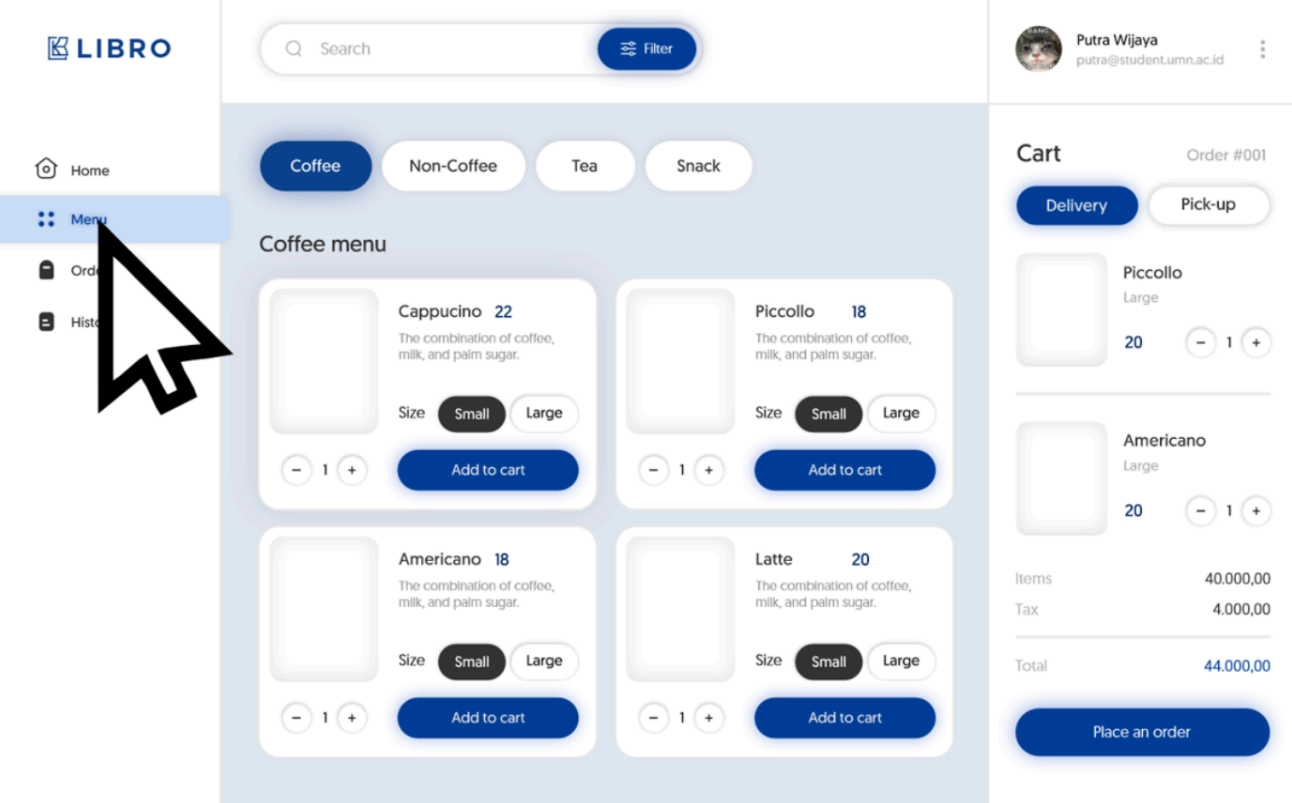 LIBRO
Home
Menu
Search
Filter
Coffee
Non-Coffee
Tea
Snack
Coffee menu
Cappucino 22
The combination of coffee,
milk, and palm sugar.
Size Small Large
− 1 + Add to cart
Piccollo 18
The combination of coffee,
milk, and palm sugar.
Size Small Large
− 1 + Add to cart
Americano 18
The combination of coffee,
milk, and palm sugar.
Size Small Large
− 1 + Add to cart
Latte 20
The combination of coffee,
milk, and palm sugar.
Size Small Large
− 1 + Add to cart
Putra Wijaya
putra@student.umn.ac.id
Cart Order #001
Delivery Pick-up
Piccollo
Large
20 − 1 +
Americano
Large
20 − 1 +
Items 40.000,00
Tax 4.000,00
Total 44.000,00
Place an order